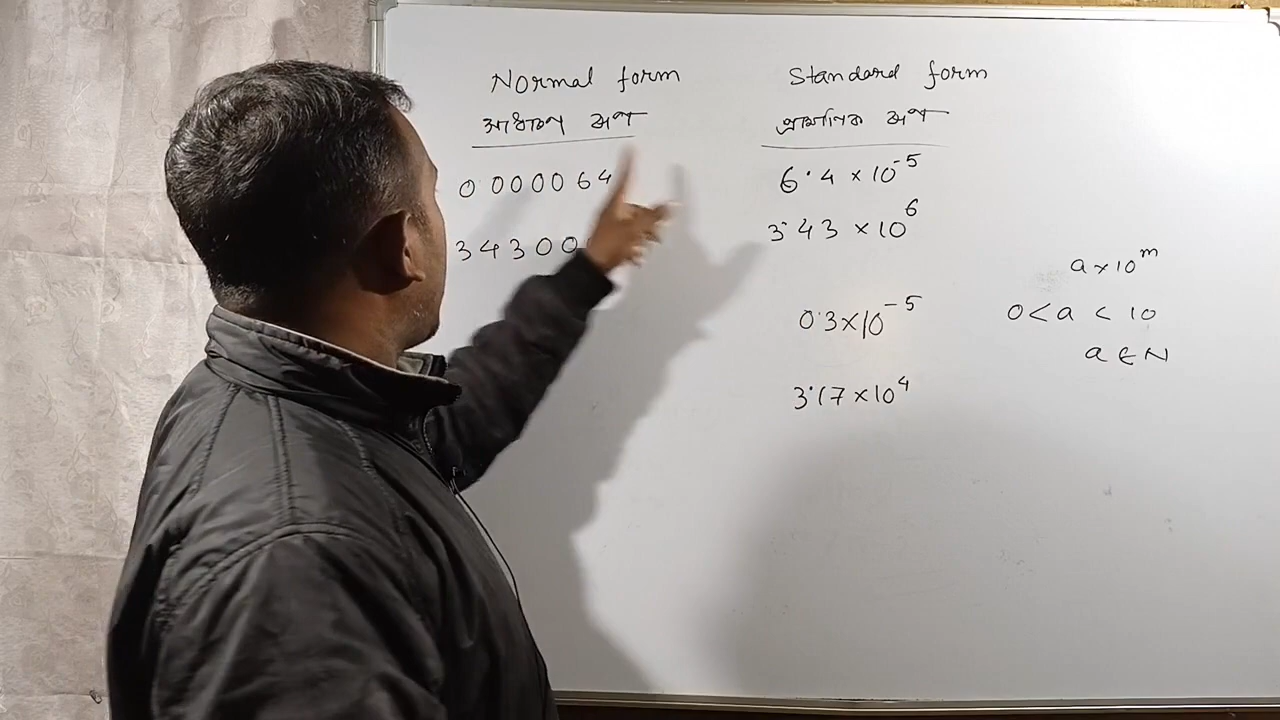 Normal form
সাধাৰণ ৰূপ
0.000064
34300
Standard form
প্ৰামাণিক ৰূপ
6.4 × 10⁻⁵
3.43 × 10⁶
0.3 × 10⁻⁵
3.17 × 10⁴
a × 10ᵐ
0 < a < 10
a ∈ N